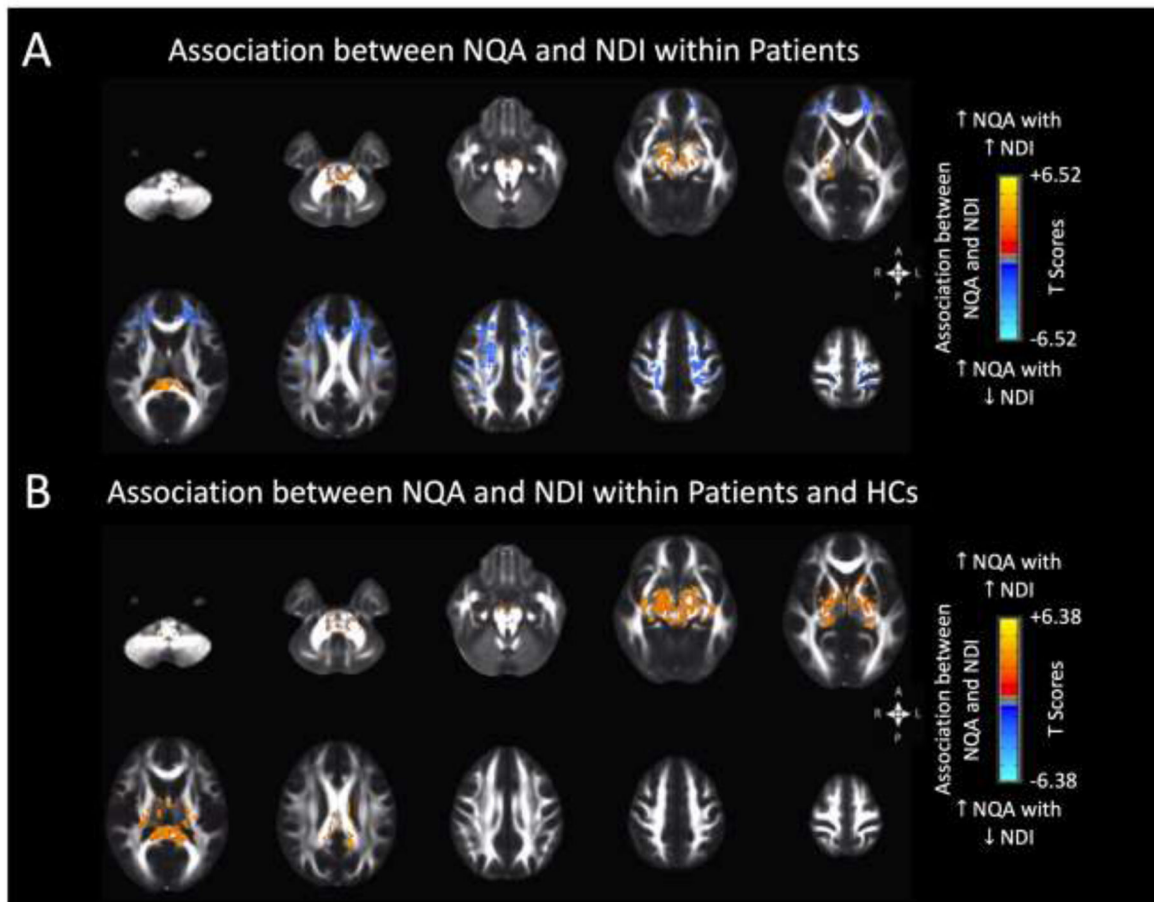 A
Association between NQA and NDI within Patients
↑ NQA with
↑ NDI
+6.52
Association between
NQA and NDI
T Scores
-6.52
↑ NQA with
↓ NDI
A
R L
P
B
Association between NQA and NDI within Patients and HCs
↑ NQA with
↑ NDI
+6.38
Association between
NQA and NDI
T Scores
-6.38
↑ NQA with
↓ NDI
A
R L
P